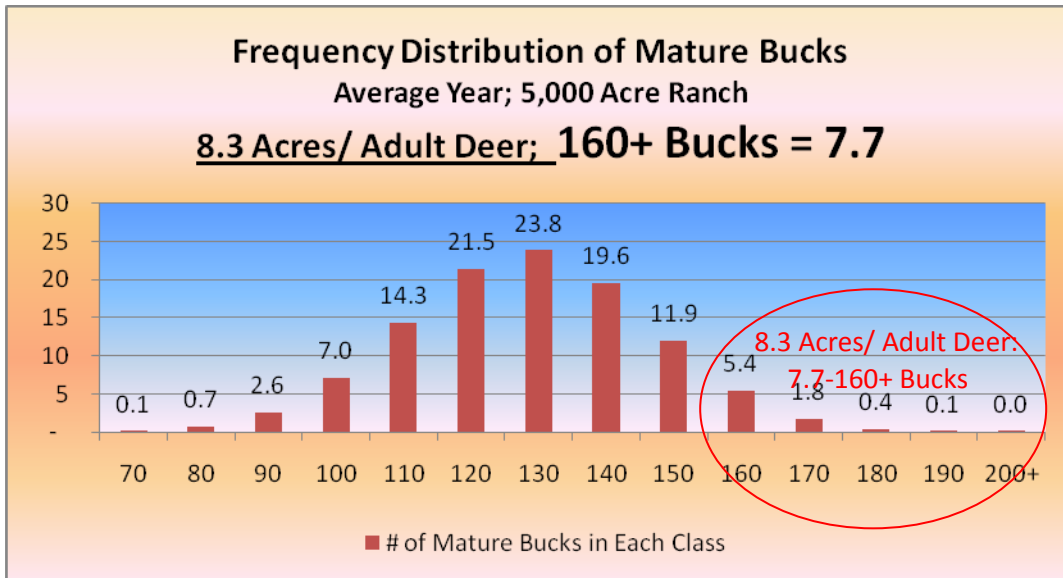 Frequency Distribution of Mature Bucks
Average Year; 5,000 Acre Ranch
8.3 Acres/ Adult Deer; 160+ Bucks = 7.7
30
25
20
15
10
5
-
0.1 0.7 2.6 7.0 14.3 21.5 23.8 19.6 11.9 5.4 1.8 0.4 0.1 0.0
8.3 Acres/ Adult Deer:
7.7-160+ Bucks
70 80 90 100 110 120 130 140 150 160 170 180 190 200+
# of Mature Bucks in Each Class